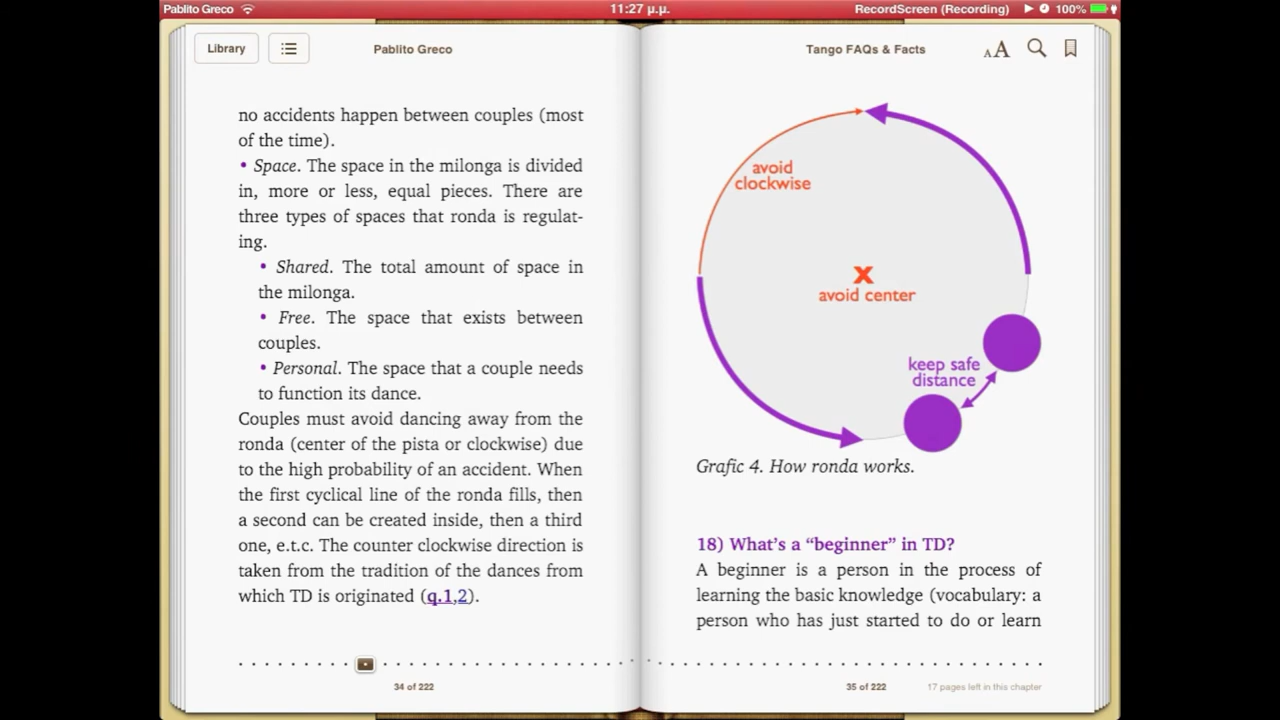 Pablito Greco
11:27 μ.μ.
RecordScreen (Recording)
100%
Library
Pablito Greco
Tango FAQs & Facts
AA
no accidents happen between couples (most
of the time).
• Space. The space in the milonga is divided
in, more or less, equal pieces. There are
three types of spaces that ronda is regulat-
ing.
• Shared. The total amount of space in
the milonga.
• Free. The space that exists between
couples.
• Personal. The space that a couple needs
to function its dance.
Couples must avoid dancing away from the
ronda (center of the pista or clockwise) due
to the high probability of an accident. When
the first cyclical line of the ronda fills, then
a second can be created inside, then a third
one, e.t.c. The counter clockwise direction is
taken from the tradition of the dances from
which TD is originated (q.1,2).
34 of 222
avoid
clockwise
X
avoid center
keep safe
distance
Grafic 4. How ronda works.
18) What's a “beginner” in TD?
A beginner is a person in the process of
learning the basic knowledge (vocabulary: a
person who has just started to do or learn
35 of 222
17 pages left in this chapter